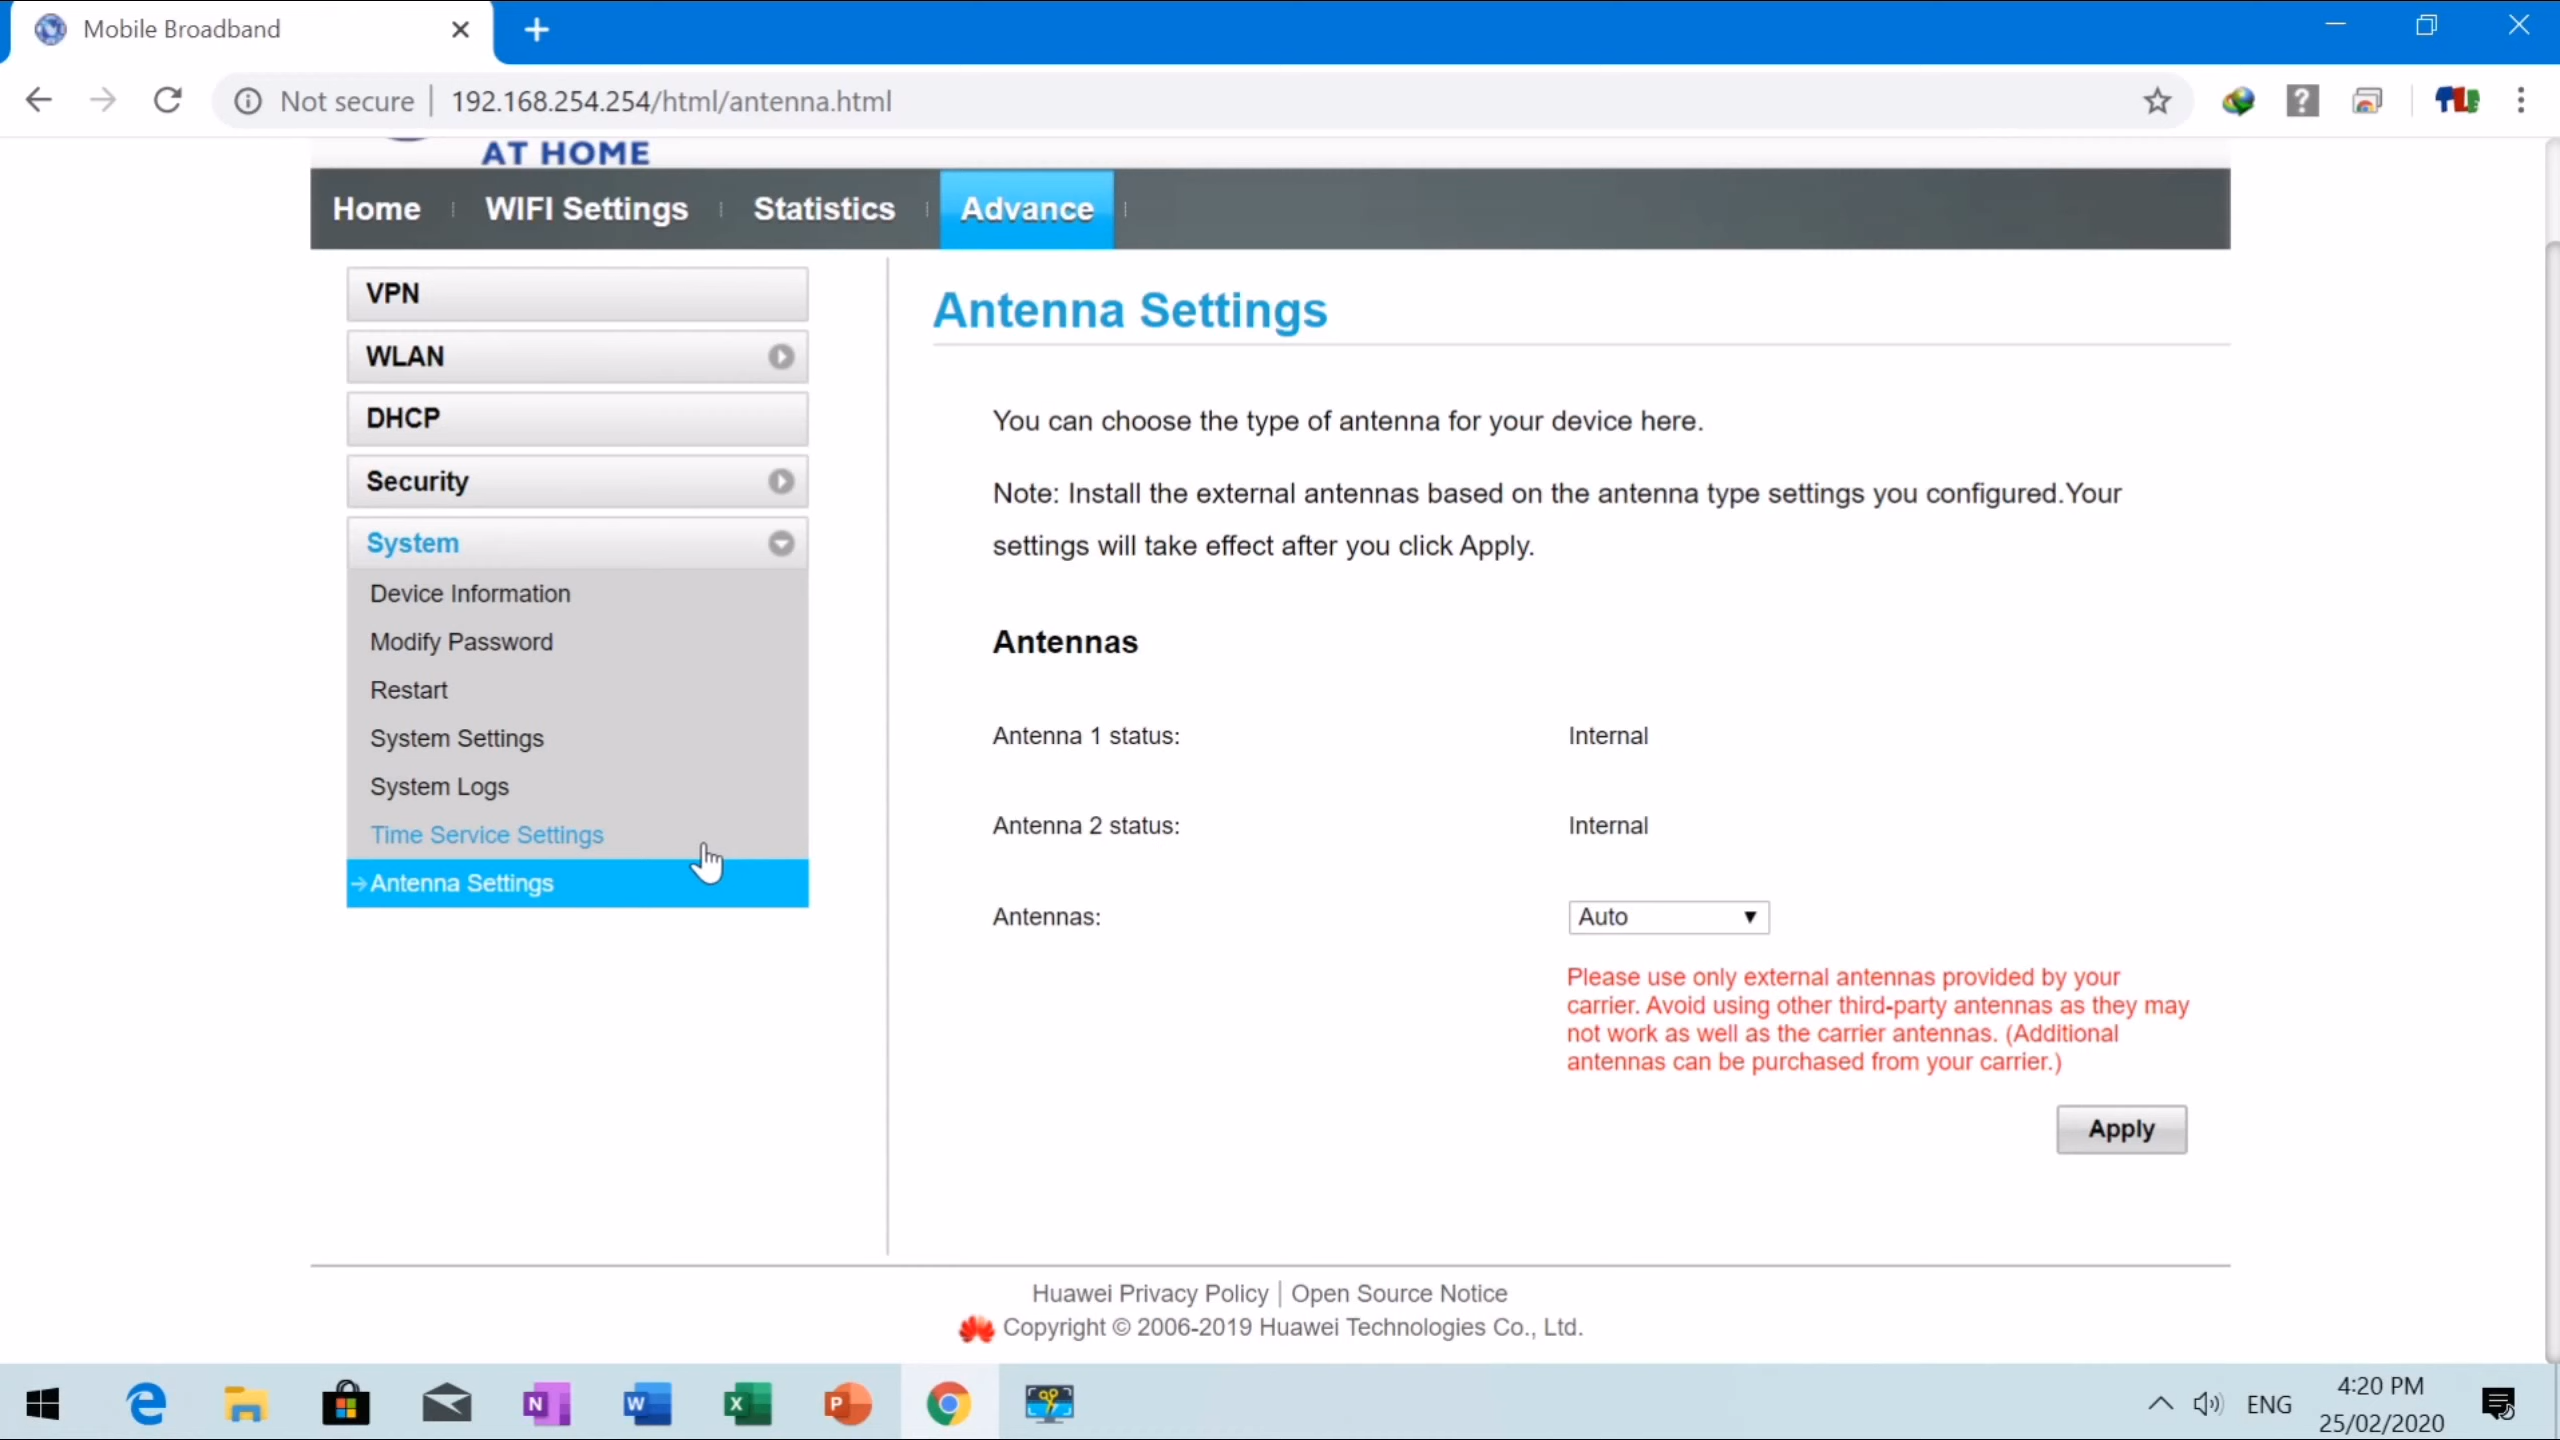 Mobile Broadband
Not secure | 192.168.254.254/html/antenna.html
AT HOME
Home WIFI Settings Statistics Advance
VPN
WLAN
DHCP
Security
System
Device Information
Modify Password
Restart
System Settings
System Logs
Time Service Settings
Antenna Settings
Antenna Settings
You can choose the type of antenna for your device here.
Note: Install the external antennas based on the antenna type settings you configured.Your
settings will take effect after you click Apply.
Antennas
Antenna 1 status: Internal
Antenna 2 status: Internal
Antennas: Auto
Please use only external antennas provided by your
carrier. Avoid using other third-party antennas as they may
not work as well as the carrier antennas. (Additional
antennas can be purchased from your carrier.)
Apply
Huawei Privacy Policy | Open Source Notice
Copyright © 2006-2019 Huawei Technologies Co., Ltd.
ENG
4:20 PM
25/02/2020